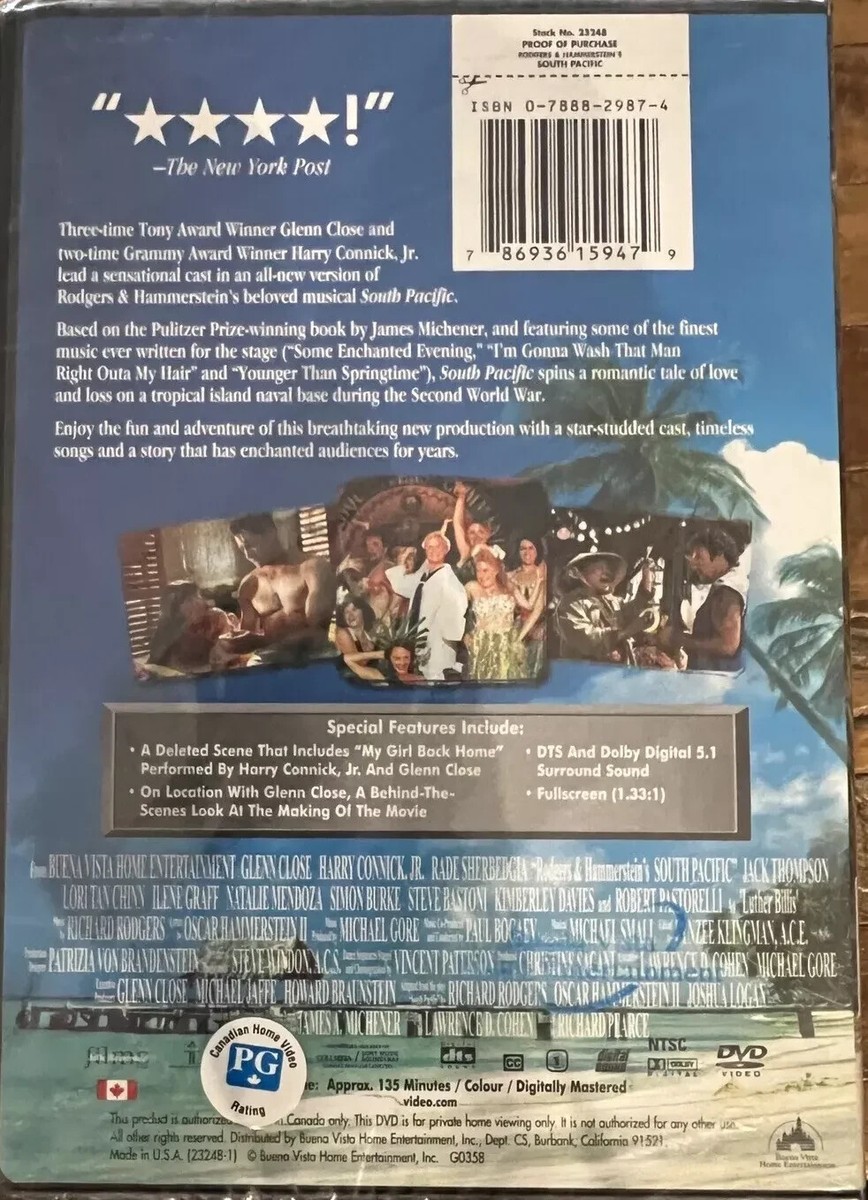 Stock No. 23248
PROOF OF PURCHASE
RODGERS & HAMMERSTEIN'S
SOUTH PACIFIC
ISBN 0-7888-2987-4
7 86936 15947 9
“★★★★!”
–The New York Post
Three-time Tony Award Winner Glenn Close and
two-time Grammy Award Winner Harry Connick, Jr.
lead a sensational cast in an all-new version of
Rodgers & Hammerstein's beloved musical South Pacific.
Based on the Pulitzer Prize-winning book by James Michener, and featuring some of the finest
music ever written for the stage (“Some Enchanted Evening,” “I'm Gonna Wash That Man
Right Outa My Hair” and “Younger Than Springtime”), South Pacific spins a romantic tale of love
and loss on a tropical island naval base during the Second World War.
Enjoy the fun and adventure of this breathtaking new production with a star-studded cast, timeless
songs and a story that has enchanted audiences for years.
Special Features Include:
• A Deleted Scene That Includes “My Girl Back Home”
Performed By Harry Connick, Jr. And Glenn Close
• On Location With Glenn Close, A Behind-The-
Scenes Look At The Making Of The Movie
• DTS And Dolby Digital 5.1
Surround Sound
• Fullscreen (1.33:1)
from BUENA VISTA HOME ENTERTAINMENT GLENN CLOSE HARRY CONNICK, JR. RADE SHERBEDGIA “Rodgers & Hammerstein's SOUTH PACIFIC” JACK THOMPSON
LORI TAN CHINN ILENE GRAFF NATALIE MENDOZA SIMON BURKE STEVE BASTONI KIMBERLEY DAVIES and ROBERT PASTORELLI as “Luther Billis”
RICHARD RODGERS OSCAR HAMMERSTEIN II MICHAEL GORE PAUL BOGAEV MICHAEL SMALL KLINGMAN, A.C.E.
PATRIZIA VON BRANDENSTEIN VINCENT PATERSON LAWRENCE D. COHEN MICHAEL GORE
GLENN CLOSE MICHAEL JAFFE HOWARD BRAUNSTEIN RICHARD RODGERS OSCAR HAMMERSTEIN II JOSHUA LOGAN
JAMES A. MICHENER LAWRENCE D. COHEN RICHARD PEARCE
Canadian Home Video
PG
Rating
films
dts
CC
NTSC
DOLBY
DIGITAL
DVD
VIDEO
Approx. 135 Minutes / Colour / Digitally Mastered
video.com
This product is authorized Canada only. This DVD is for private home viewing only. It is not authorized for any other use.
All other rights reserved. Distributed by Buena Vista Home Entertainment, Inc., Dept. CS, Burbank, California 91521.
Made in U.S.A. (23248-1) © Buena Vista Home Entertainment, Inc. G0358
Buena Vista
Home Entertainment